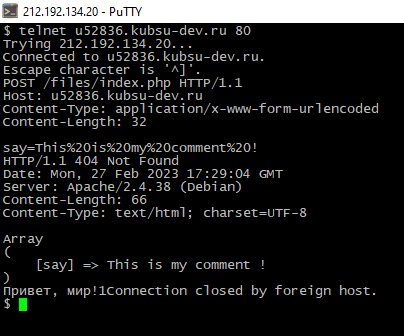 212.192.134.20 - PuTTY
$ telnet u52836.kubsu-dev.ru 80
Trying 212.192.134.20...
Connected to u52836.kubsu-dev.ru.
Escape character is '^]'.
POST /files/index.php HTTP/1.1
Host: u52836.kubsu-dev.ru
Content-Type: application/x-www-form-urlencoded
Content-Length: 32

say=This%20is%20my%20comment%20!
HTTP/1.1 404 Not Found
Date: Mon, 27 Feb 2023 17:29:04 GMT
Server: Apache/2.4.38 (Debian)
Content-Length: 66
Content-Type: text/html; charset=UTF-8

Array
(
    [say] => This is my comment !
)
Привет, мир!1Connection closed by foreign host.
$